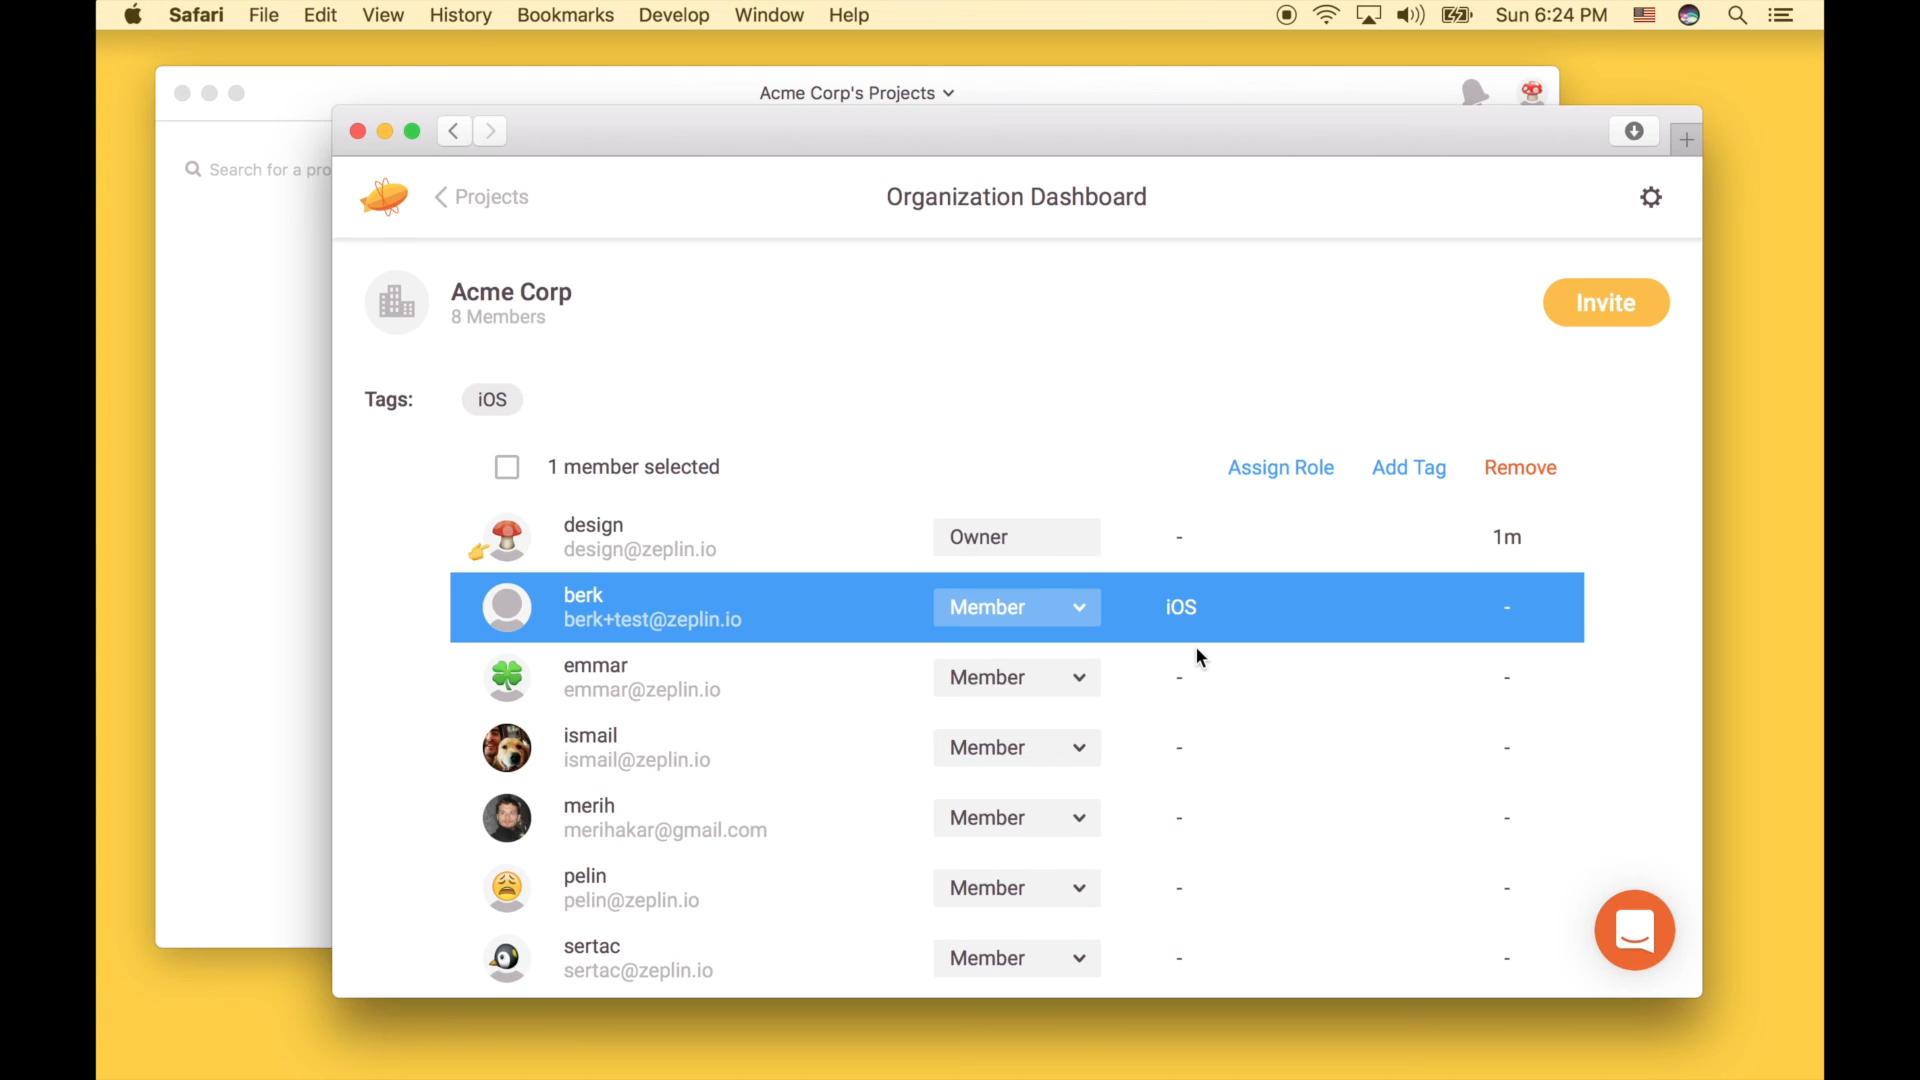 Safari File Edit View History Bookmarks Develop Window Help Sun 6:24 PM
Acme Corp's Projects
Search for a pro
Projects
Organization Dashboard
Acme Corp
8 Members
Invite
Tags: iOS
1 member selected Assign Role Add Tag Remove
design
design@zeplin.io
Owner - 1m
berk
berk+test@zeplin.io
Member iOS -
emmar
emmar@zeplin.io
Member - -
ismail
ismail@zeplin.io
Member - -
merih
merihakar@gmail.com
Member - -
pelin
pelin@zeplin.io
Member - -
sertac
sertac@zeplin.io
Member - -